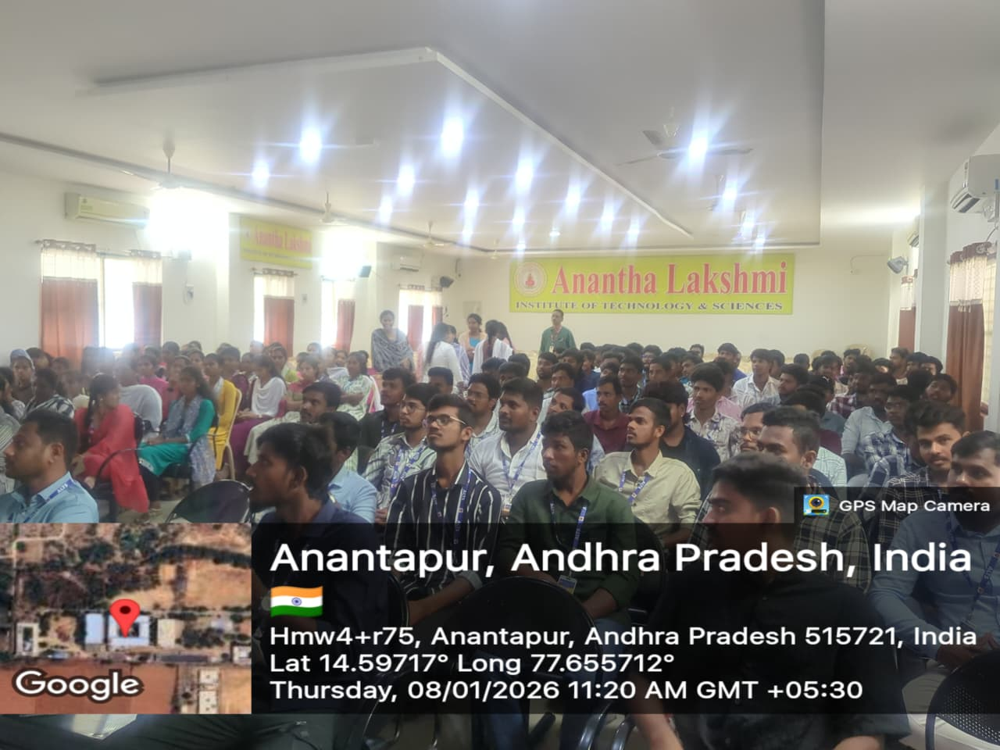 Anantha Lakshmi
Anantha Lakshmi
INSTITUTE OF TECHNOLOGY & SCIENCES
GPS Map Camera
Anantapur, Andhra Pradesh, India
Hmw4+r75, Anantapur, Andhra Pradesh 515721, India
Lat 14.59717° Long 77.655712°
Thursday, 08/01/2026 11:20 AM GMT +05:30
Google